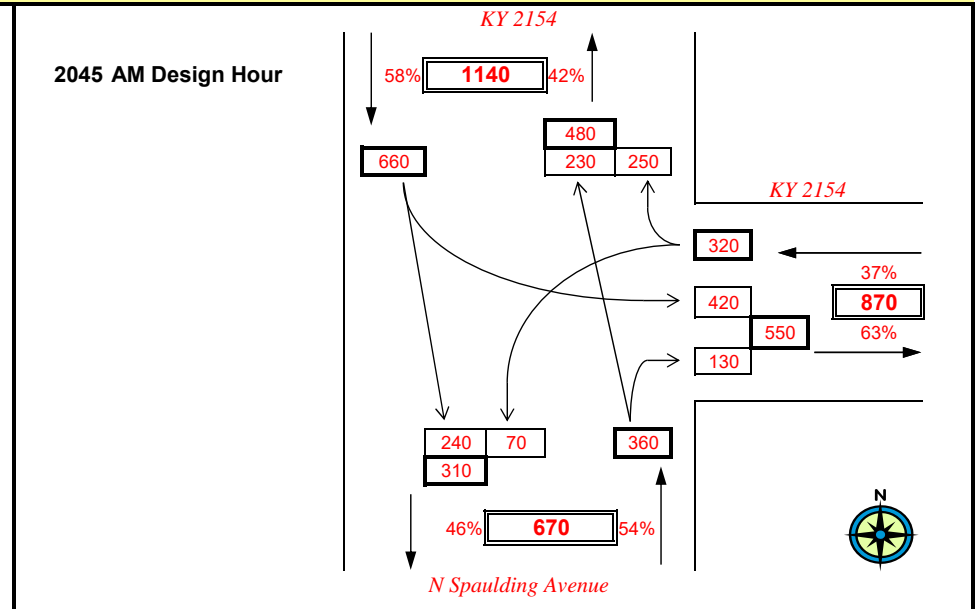 KY 2154
2045 AM Design Hour
58% 1140 42%
480
660 230 250
KY 2154
320
37%
420 870
550 63%
130
240 70 360
310
N
46% 670 54%
N Spaulding Avenue